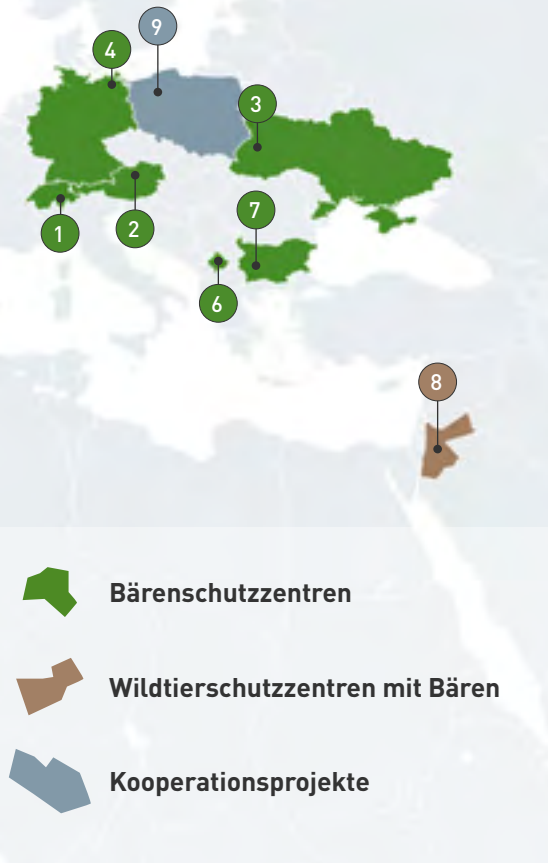 9
4
3
7
1
2
6
8
Bärenschutzzentren
Wildtierschutzzentren mit Bären
Kooperationsprojekte